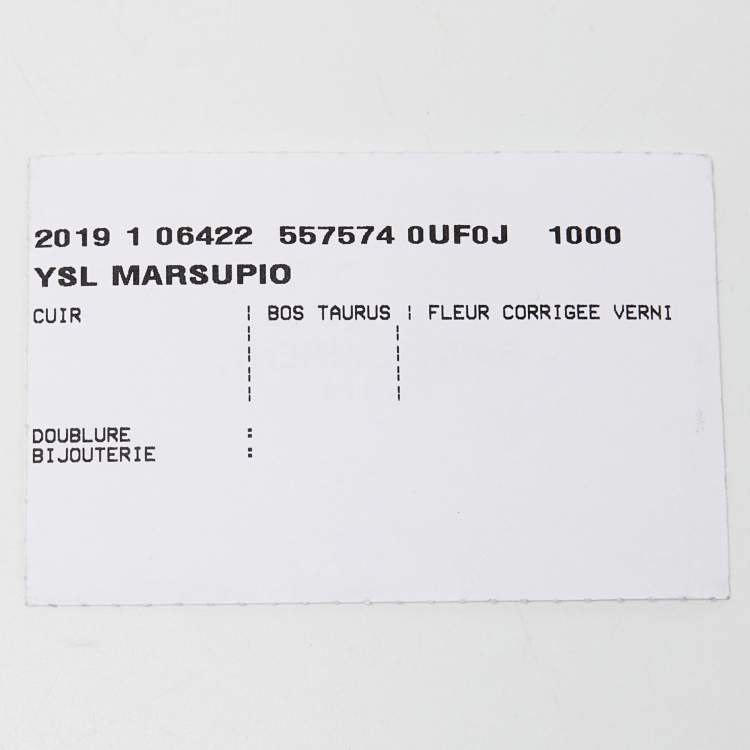 2019 1 06422 557574 0UF0J 1000
YSL MARSUPIO
CUIR ¦ BOS TAURUS ¦ FLEUR CORRIGEE VERNI
DOUBLURE :
BIJOUTERIE :